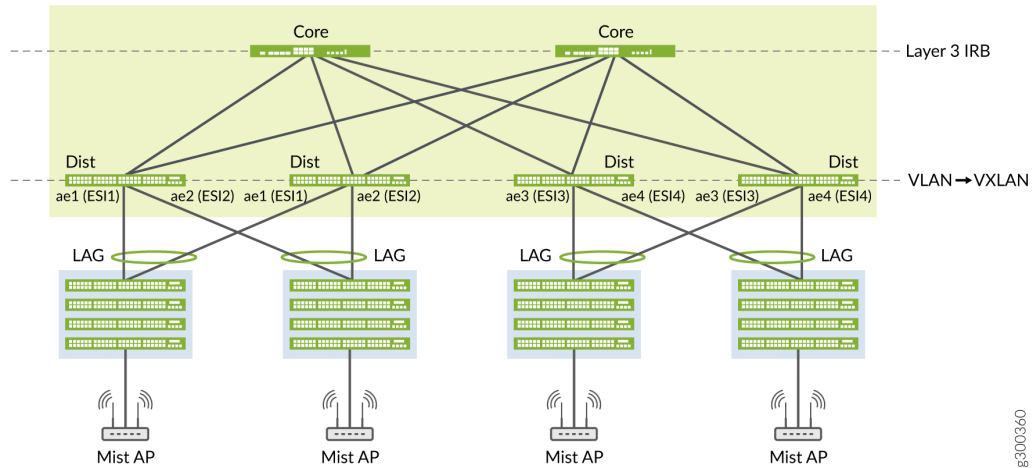 Core
Core
Layer 3 IRB
Dist
Dist
Dist
Dist
VLAN → VXLAN
ae1 (ESI1)
ae2 (ESI2)
ae1 (ESI1)
ae2 (ESI2)
ae3 (ESI3)
ae4 (ESI4)
ae3 (ESI3)
ae4 (ESI4)
LAG
LAG
LAG
LAG
Mist AP
Mist AP
Mist AP
Mist AP
g300360